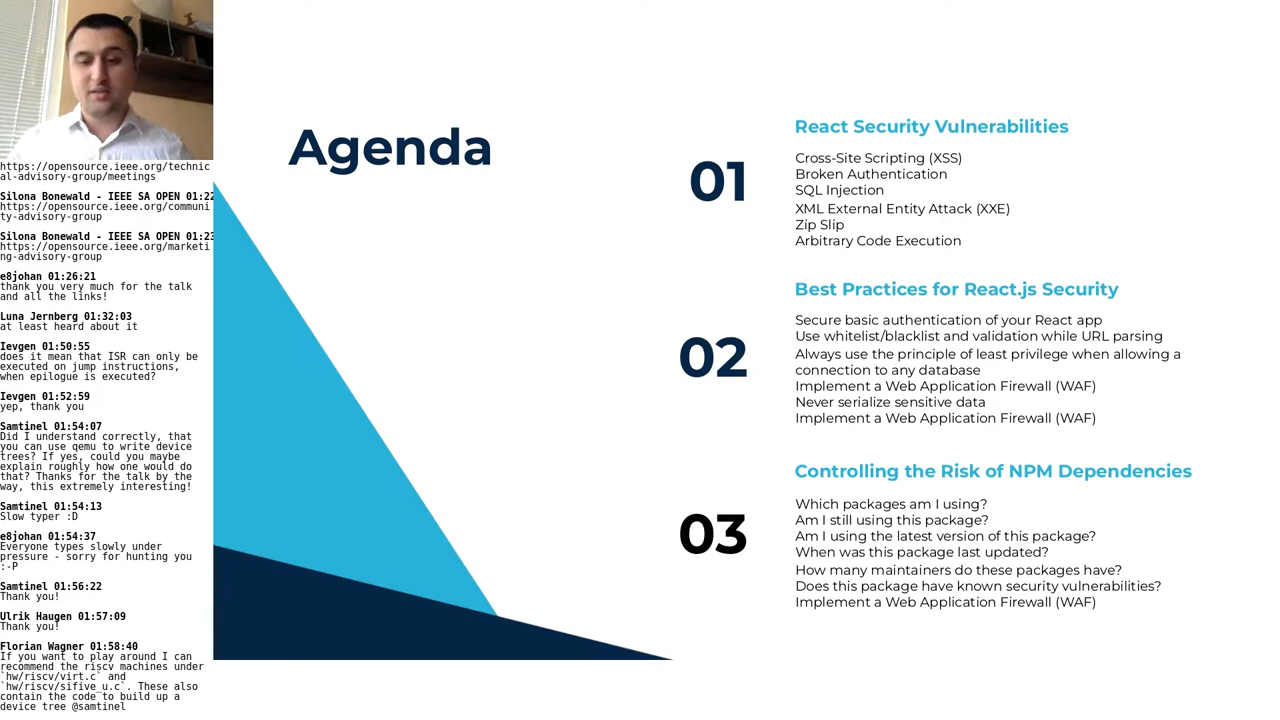 https://opensource.ieee.org/technic
al-advisory-group/meetings
Silona Bonewald - IEEE SA OPEN 01:22
https://opensource.ieee.org/communi
ty-advisory-group
Silona Bonewald - IEEE SA OPEN 01:23
https://opensource.ieee.org/marketi
ng-advisory-group
e8johan 01:26:21
thank you very much for the talk
and all the links!
Luna Jernberg 01:32:03
at least heard about it
Ievgen 01:50:55
does it mean that ISR can only be
executed on jump instructions,
when epilogue is executed?
Ievgen 01:52:59
yep, thank you
Samtinel 01:54:07
Did I understand correctly, that
you can use qemu to write device
trees? If yes, could you maybe
explain roughly how one would do
that? Thanks for the talk by the
way, this extremely interesting!
Samtinel 01:54:13
Slow typer :D
e8johan 01:54:37
Everyone types slowly under
pressure - sorry for hunting you
:-P
Samtinel 01:56:22
Thank you!
Ulrik Haugen 01:57:09
Thank you!
Florian Wagner 01:58:40
If you want to play around I can
recommend the riscv machines under
`hw/riscv/virt.c` and
`hw/riscv/sifive_u.c`. These also
contain the code to build up a
device tree @samtinel
Agenda
01
React Security Vulnerabilities
Cross-Site Scripting (XSS)
Broken Authentication
SQL Injection
XML External Entity Attack (XXE)
Zip Slip
Arbitrary Code Execution
02
Best Practices for React.js Security
Secure basic authentication of your React app
Use whitelist/blacklist and validation while URL parsing
Always use the principle of least privilege when allowing a
connection to any database
Implement a Web Application Firewall (WAF)
Never serialize sensitive data
Implement a Web Application Firewall (WAF)
03
Controlling the Risk of NPM Dependencies
Which packages am I using?
Am I still using this package?
Am I using the latest version of this package?
When was this package last updated?
How many maintainers do these packages have?
Does this package have known security vulnerabilities?
Implement a Web Application Firewall (WAF)